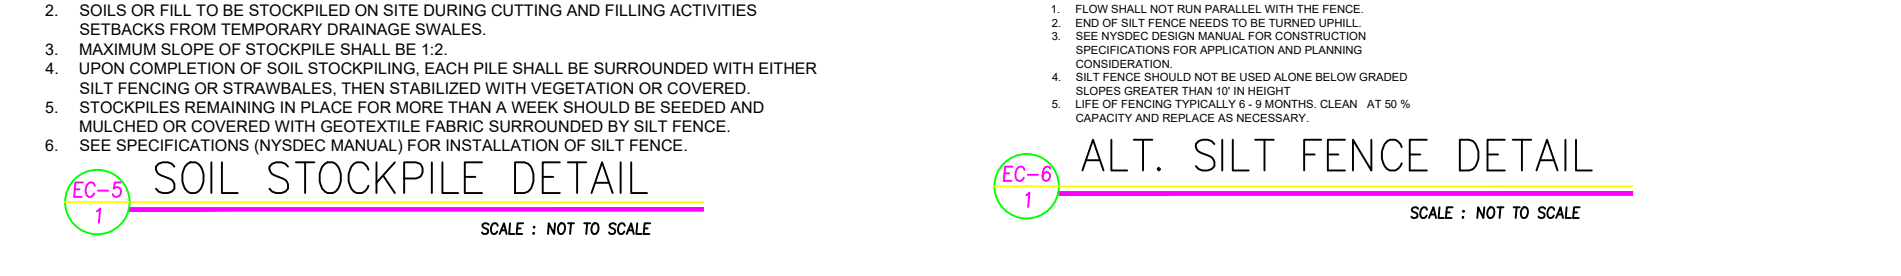 2. SOILS OR FILL TO BE STOCKPILED ON SITE DURING CUTTING AND FILLING ACTIVITIES
SETBACKS FROM TEMPORARY DRAINAGE SWALES.
3. MAXIMUM SLOPE OF STOCKPILE SHALL BE 1:2.
4. UPON COMPLETION OF SOIL STOCKPILING, EACH PILE SHALL BE SURROUNDED WITH EITHER
SILT FENCING OR STRAWBALES, THEN STABILIZED WITH VEGETATION OR COVERED.
5. STOCKPILES REMAINING IN PLACE FOR MORE THAN A WEEK SHOULD BE SEEDED AND
MULCHED OR COVERED WITH GEOTEXTILE FABRIC SURROUNDED BY SILT FENCE.
6. SEE SPECIFICATIONS (NYSDEC MANUAL) FOR INSTALLATION OF SILT FENCE.
EC-5
1
SOIL STOCKPILE DETAIL
SCALE : NOT TO SCALE
1. FLOW SHALL NOT RUN PARALLEL WITH THE FENCE.
2. END OF SILT FENCE NEEDS TO BE TURNED UPHILL.
3. SEE NYSDEC DESIGN MANUAL FOR CONSTRUCTION
SPECIFICATIONS FOR APPLICATION AND PLANNING
CONSIDERATION.
4. SILT FENCE SHOULD NOT BE USED ALONE BELOW GRADED
SLOPES GREATER THAN 10' IN HEIGHT
5. LIFE OF FENCING TYPICALLY 6 - 9 MONTHS. CLEAN AT 50 %
CAPACITY AND REPLACE AS NECESSARY.
EC-6
1
ALT. SILT FENCE DETAIL
SCALE : NOT TO SCALE